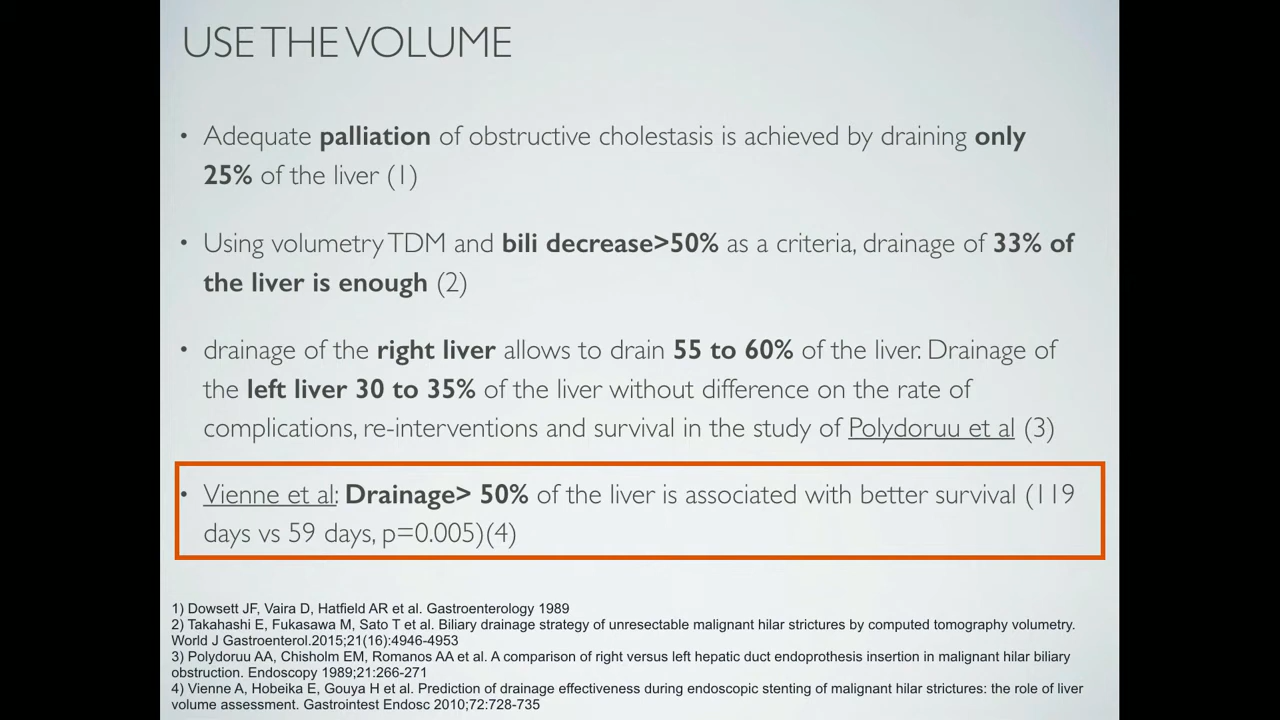 USE THE VOLUME
• Adequate palliation of obstructive cholestasis is achieved by draining only
25% of the liver (1)
• Using volumetry TDM and bili decrease>50% as a criteria, drainage of 33% of
the liver is enough (2)
• drainage of the right liver allows to drain 55 to 60% of the liver. Drainage of
the left liver 30 to 35% of the liver without difference on the rate of
complications, re-interventions and survival in the study of Polydoruu et al (3)
• Vienne et al: Drainage> 50% of the liver is associated with better survival (119
days vs 59 days, p=0.005)(4)
1) Dowsett JF, Vaira D, Hatfield AR et al. Gastroenterology 1989
2) Takahashi E, Fukasawa M, Sato T et al. Biliary drainage strategy of unresectable malignant hilar strictures by computed tomography volumetry.
World J Gastroenterol.2015;21(16):4946-4953
3) Polydoruu AA, Chisholm EM, Romanos AA et al. A comparison of right versus left hepatic duct endoprothesis insertion in malignant hilar biliary
obstruction. Endoscopy 1989;21:266-271
4) Vienne A, Hobeika E, Gouya H et al. Prediction of drainage effectiveness during endoscopic stenting of malignant hilar strictures: the role of liver
volume assessment. Gastrointest Endosc 2010;72:728-735